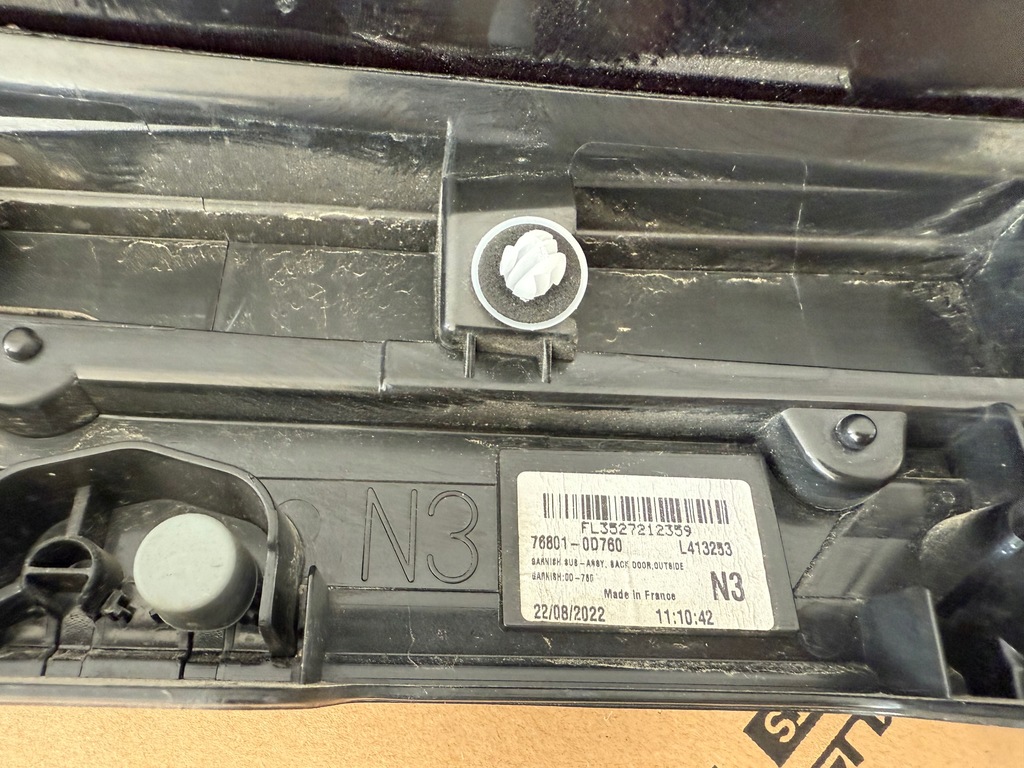 N3
FL3527212359
76801-0D760 L413253
GARNISH SUB-ASSY, BACK DOOR,OUTSIDE
GARNISH:0D-76D N3
Made in France
22/08/2022 11:10:42